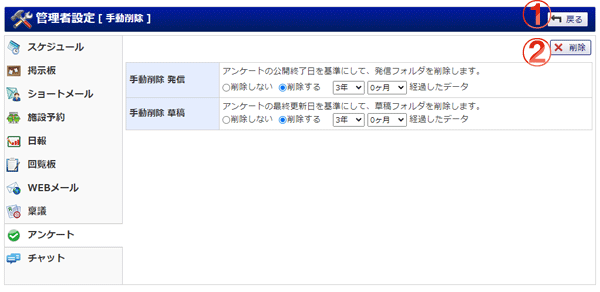 管理者設定 [ 手動削除 ]
① 戻る
② 削除
スケジュール
掲示板
ショートメール
施設予約
日報
回覧板
WEBメール
稟議
アンケート
チャット
手動削除 発信
アンケートの公開終了日を基準にして、発信フォルダを削除します。
削除しない 削除する 3年 0ヶ月 経過したデータ
手動削除 草稿
アンケートの最終更新日を基準にして、草稿フォルダを削除します。
削除しない 削除する 3年 0ヶ月 経過したデータ